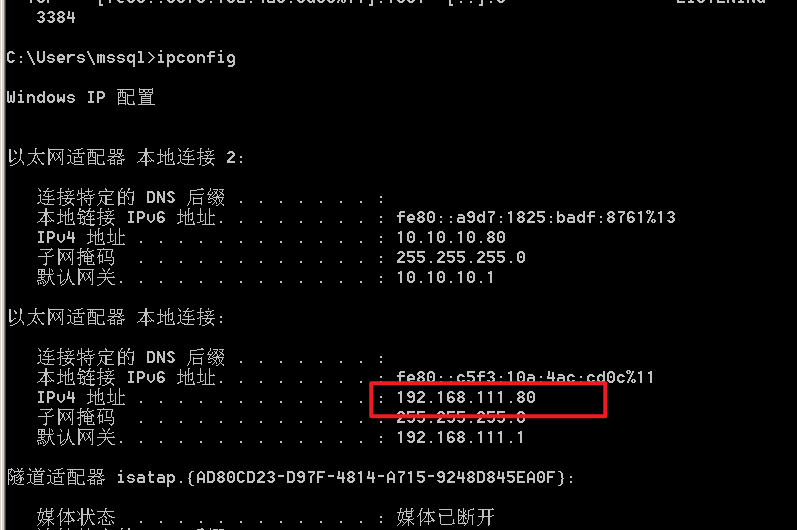 3384
C:\Users\mssql>ipconfig
Windows IP 配置
以太网适配器 本地连接 2:
连接特定的 DNS 后缀 . . . . . . . :
本地链接 IPv6 地址. . . . . . . . : fe80::a9d7:1825:badf:8761%13
IPv4 地址 . . . . . . . . . . . . : 10.10.10.80
子网掩码 . . . . . . . . . . . . : 255.255.255.0
默认网关. . . . . . . . . . . . . : 10.10.10.1
以太网适配器 本地连接:
连接特定的 DNS 后缀 . . . . . . . :
本地链接 IPv6 地址. . . . . . . . : fe80::c5f3:10a:4ac:cd0c%11
IPv4 地址 . . . . . . . . . . . . : 192.168.111.80
子网掩码 . . . . . . . . . . . . : 255.255.255.0
默认网关. . . . . . . . . . . . . : 192.168.111.1
隧道适配器 isatap.{AD80CD23-D97F-4814-A715-9248D845EA0F}:
媒体状态 . . . . . . . . . . . . : 媒体已断开